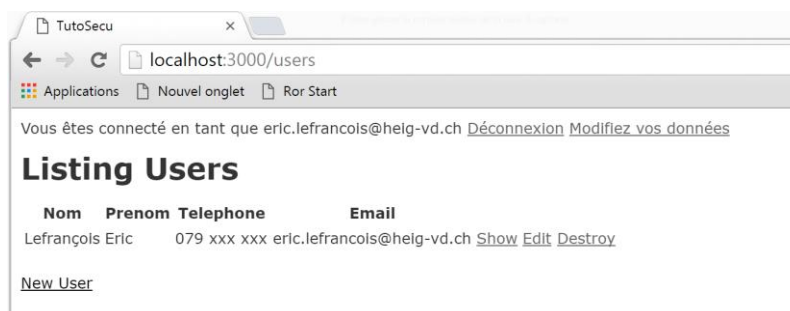 TutoSecu
localhost:3000/users
Applications Nouvel onglet Ror Start
Vous êtes connecté en tant que eric.lefrancois@heig-vd.ch Déconnexion Modifiez vos données
Listing Users
Nom Prenom Telephone Email
Lefrançois Eric 079 xxx xxx eric.lefrancois@heig-vd.ch Show Edit Destroy
New User